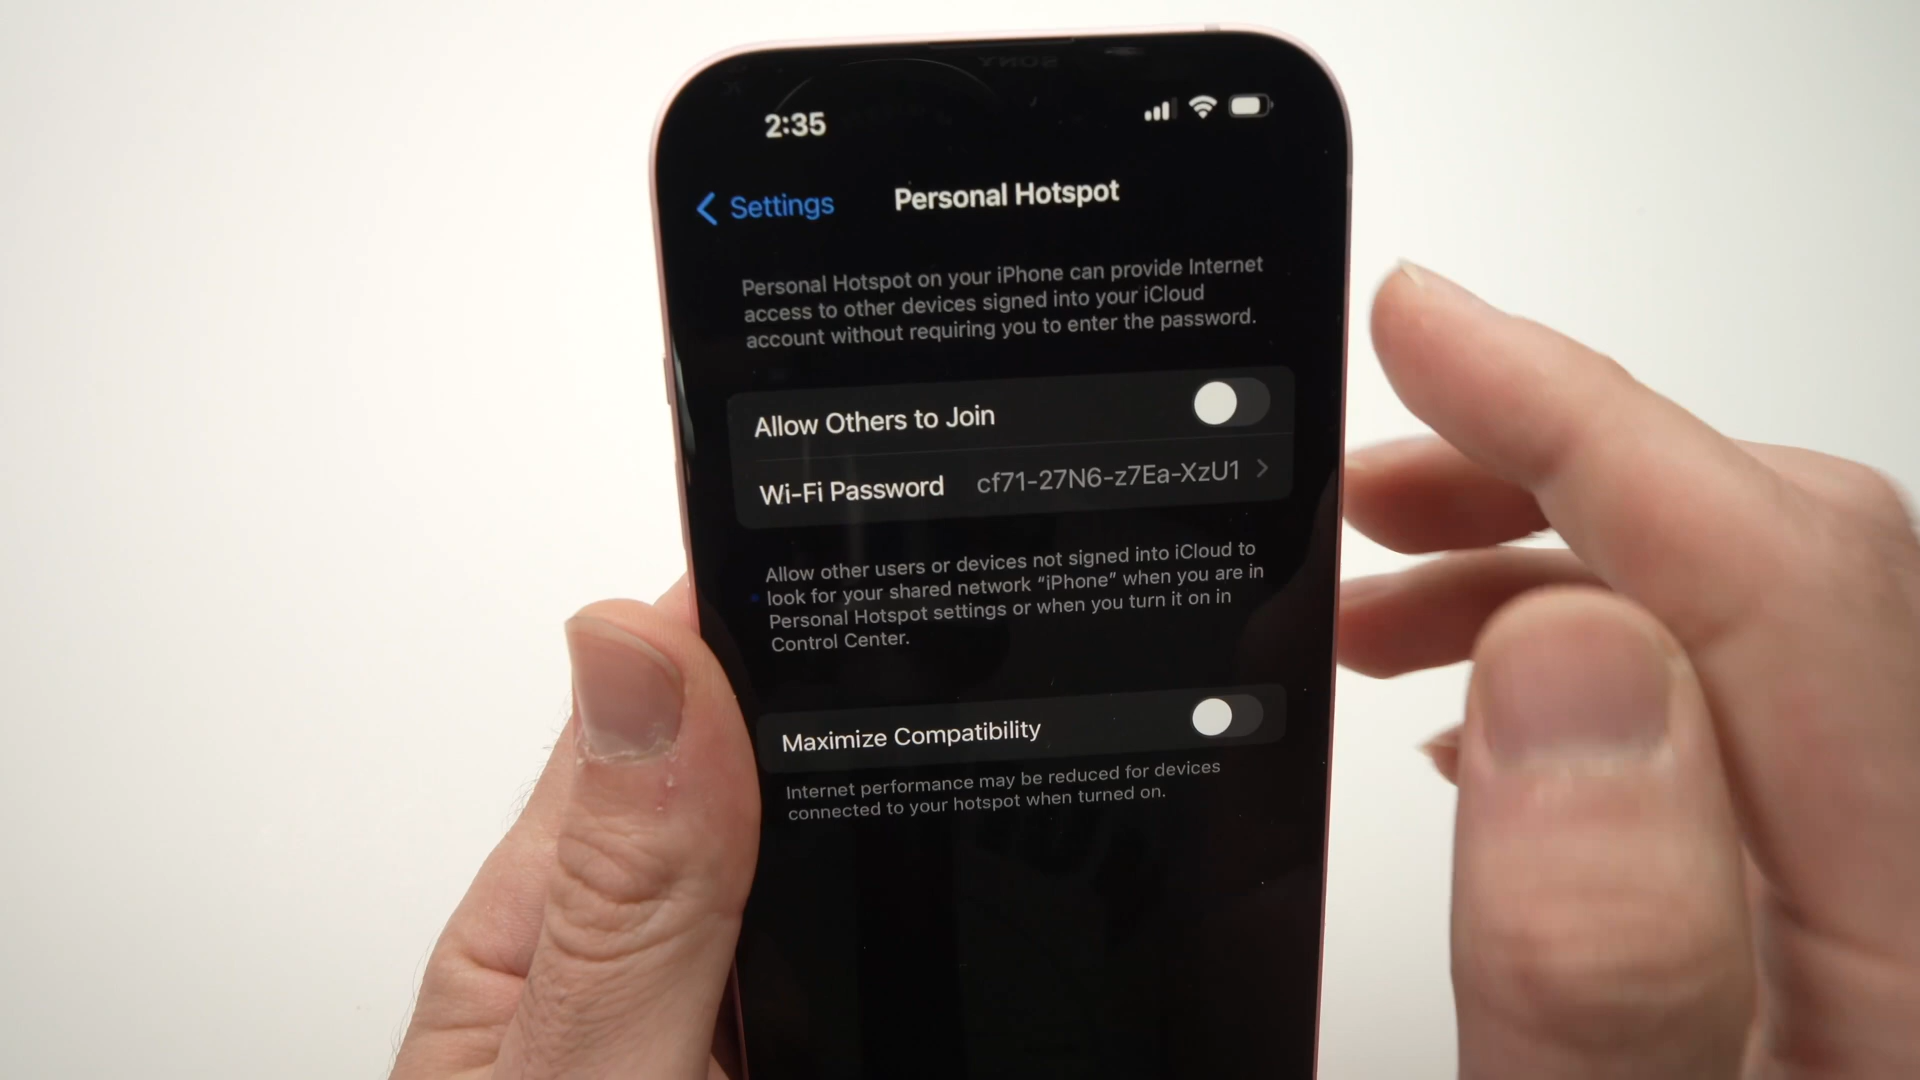 2:35
Settings
Personal Hotspot
Personal Hotspot on your iPhone can provide Internet
access to other devices signed into your iCloud
account without requiring you to enter the password.
Allow Others to Join
Wi-Fi Password cf71-27N6-z7Ea-XzU1
Allow other users or devices not signed into iCloud to
look for your shared network “iPhone” when you are in
Personal Hotspot settings or when you turn it on in
Control Center.
Maximize Compatibility
Internet performance may be reduced for devices
connected to your hotspot when turned on.